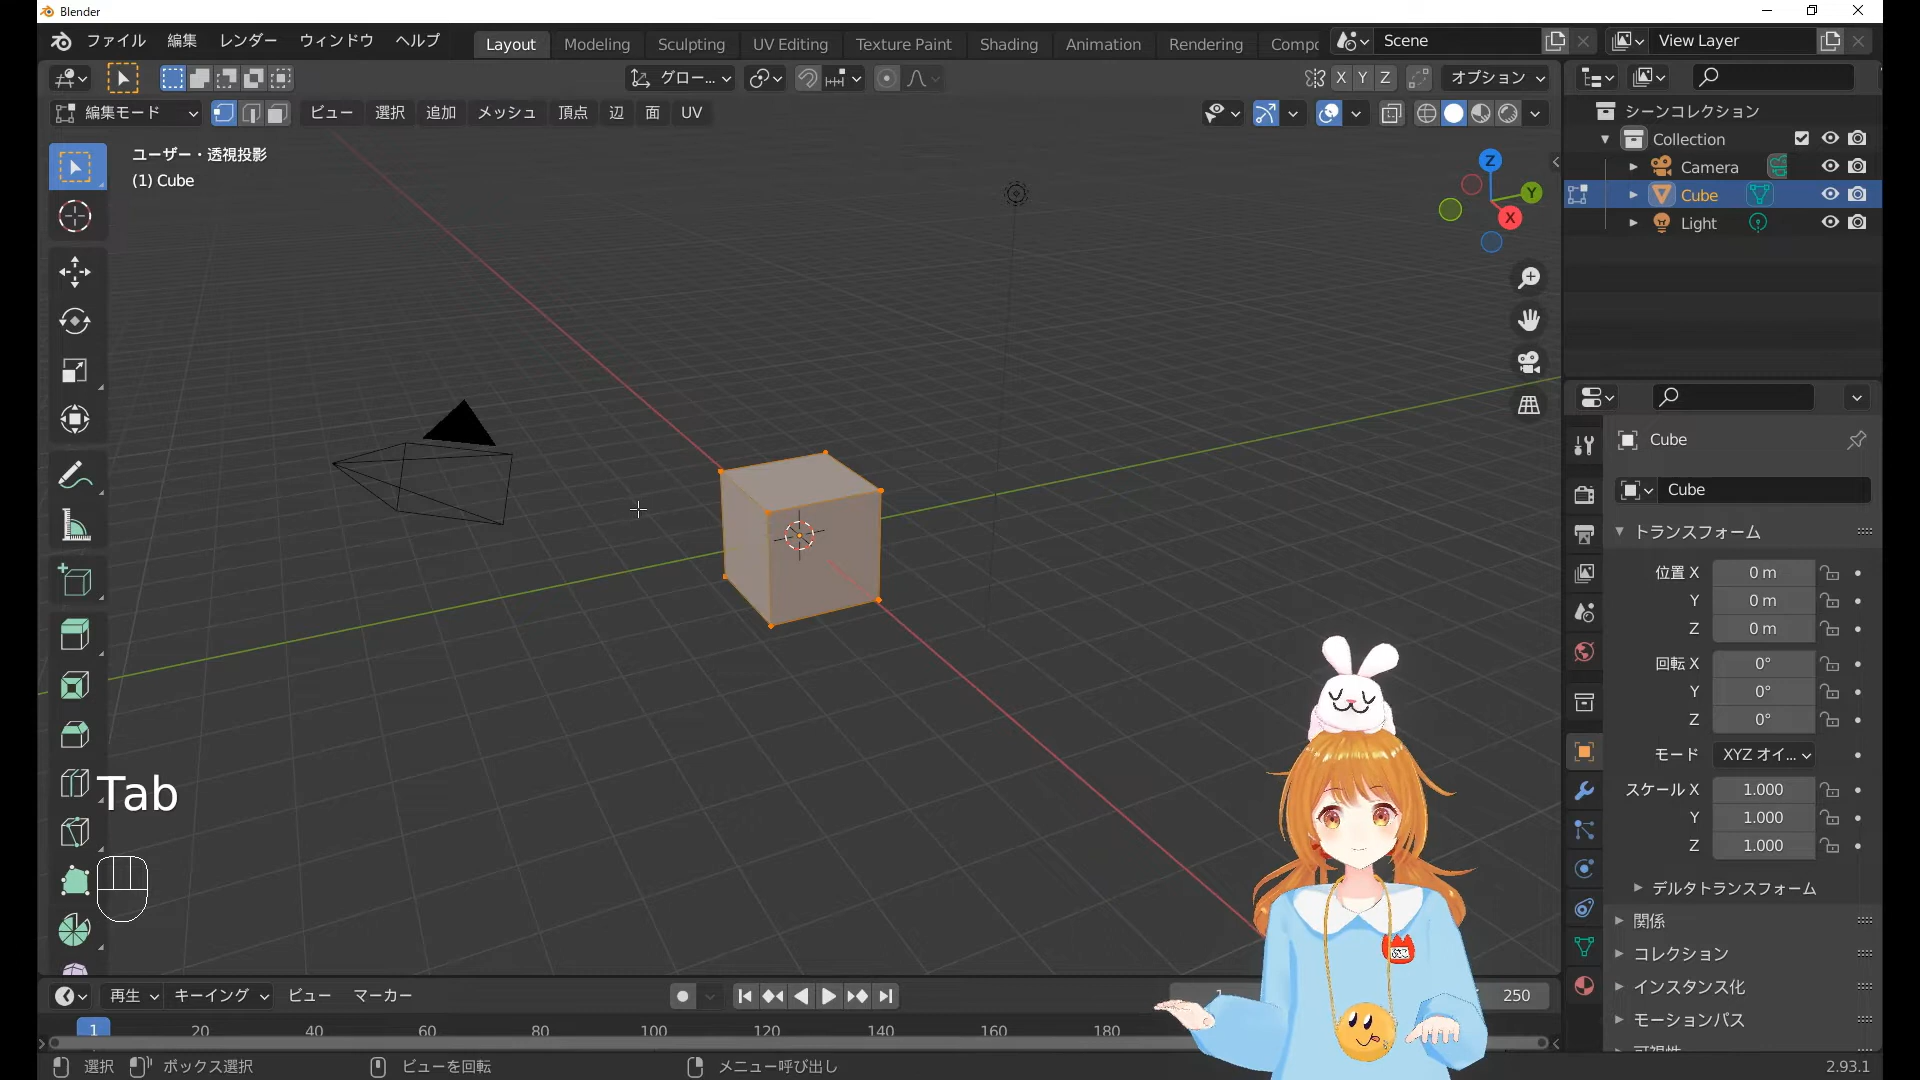 Blender
ファイル 編集 レンダー ウィンドウ ヘルプ Layout Modeling Sculpting UV Editing Texture Paint Shading Animation Rendering Compo Scene View Layer
グロー... X Y Z オプション
編集モード ビュー 選択 追加 メッシュ 頂点 辺 面 UV
ユーザー・透視投影
(1) Cube
Z
Y
X
シーンコレクション
Collection
Camera
Cube
Light
Cube
Cube
トランスフォーム
位置 X 0 m
Y 0 m
Z 0 m
回転 X 0°
Y 0°
Z 0°
モード XYZ オイ...
スケール X 1.000
Y 1.000
Z 1.000
デルタトランスフォーム
関係
コレクション
インスタンス化
モーションパス
Tab
再生 キーイング ビュー マーカー 1 250
1 20 40 60 80 100 120 140 160 180
選択 ボックス選択 ビューを回転 メニュー呼び出し 2.93.1